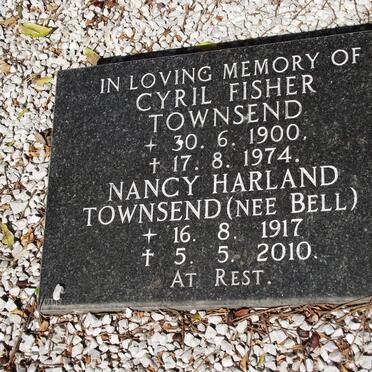 IN LOVING MEMORY OF
CYRIL FISHER
TOWNSEND
✶ 30. 6. 1900.
† 17. 8. 1974.
NANCY HARLAND
TOWNSEND (NEE BELL)
✶ 16. 8. 1917
† 5. 5. 2010.
AT REST.